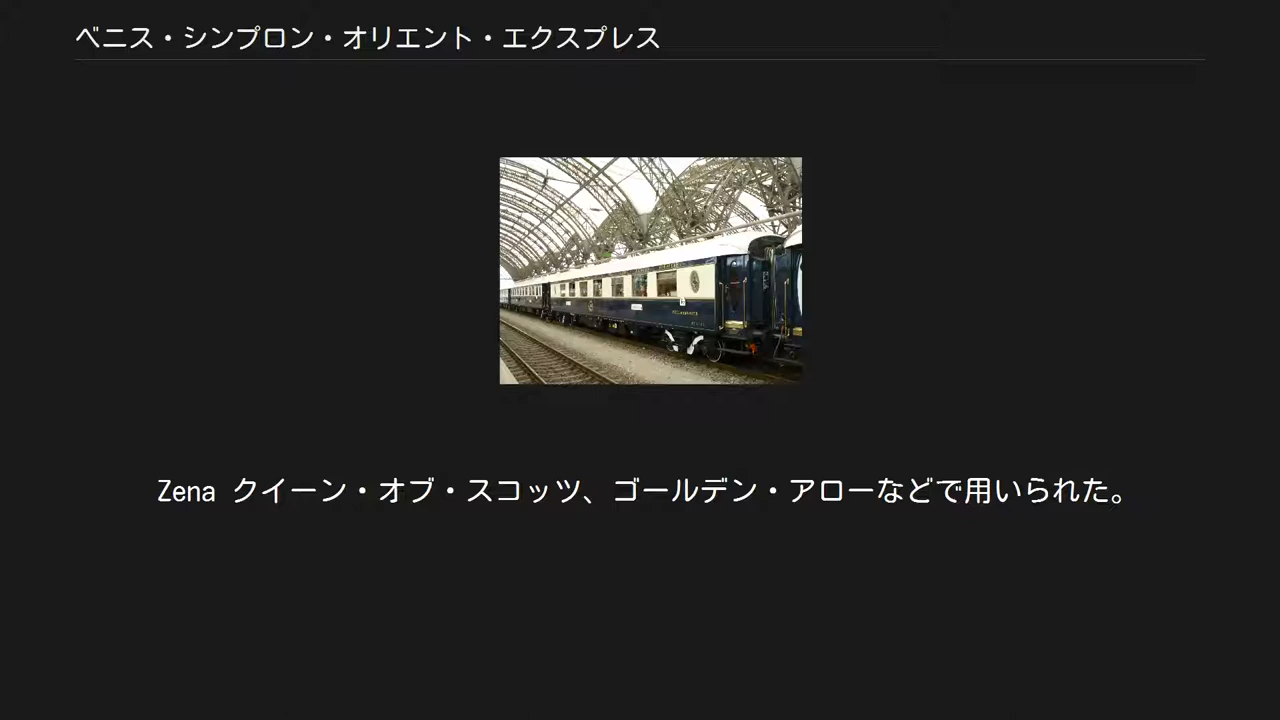 ベニス・シンプロン・オリエント・エクスプレス
Zena クイーン・オブ・スコッツ、ゴールデン・アローなどで用いられた。